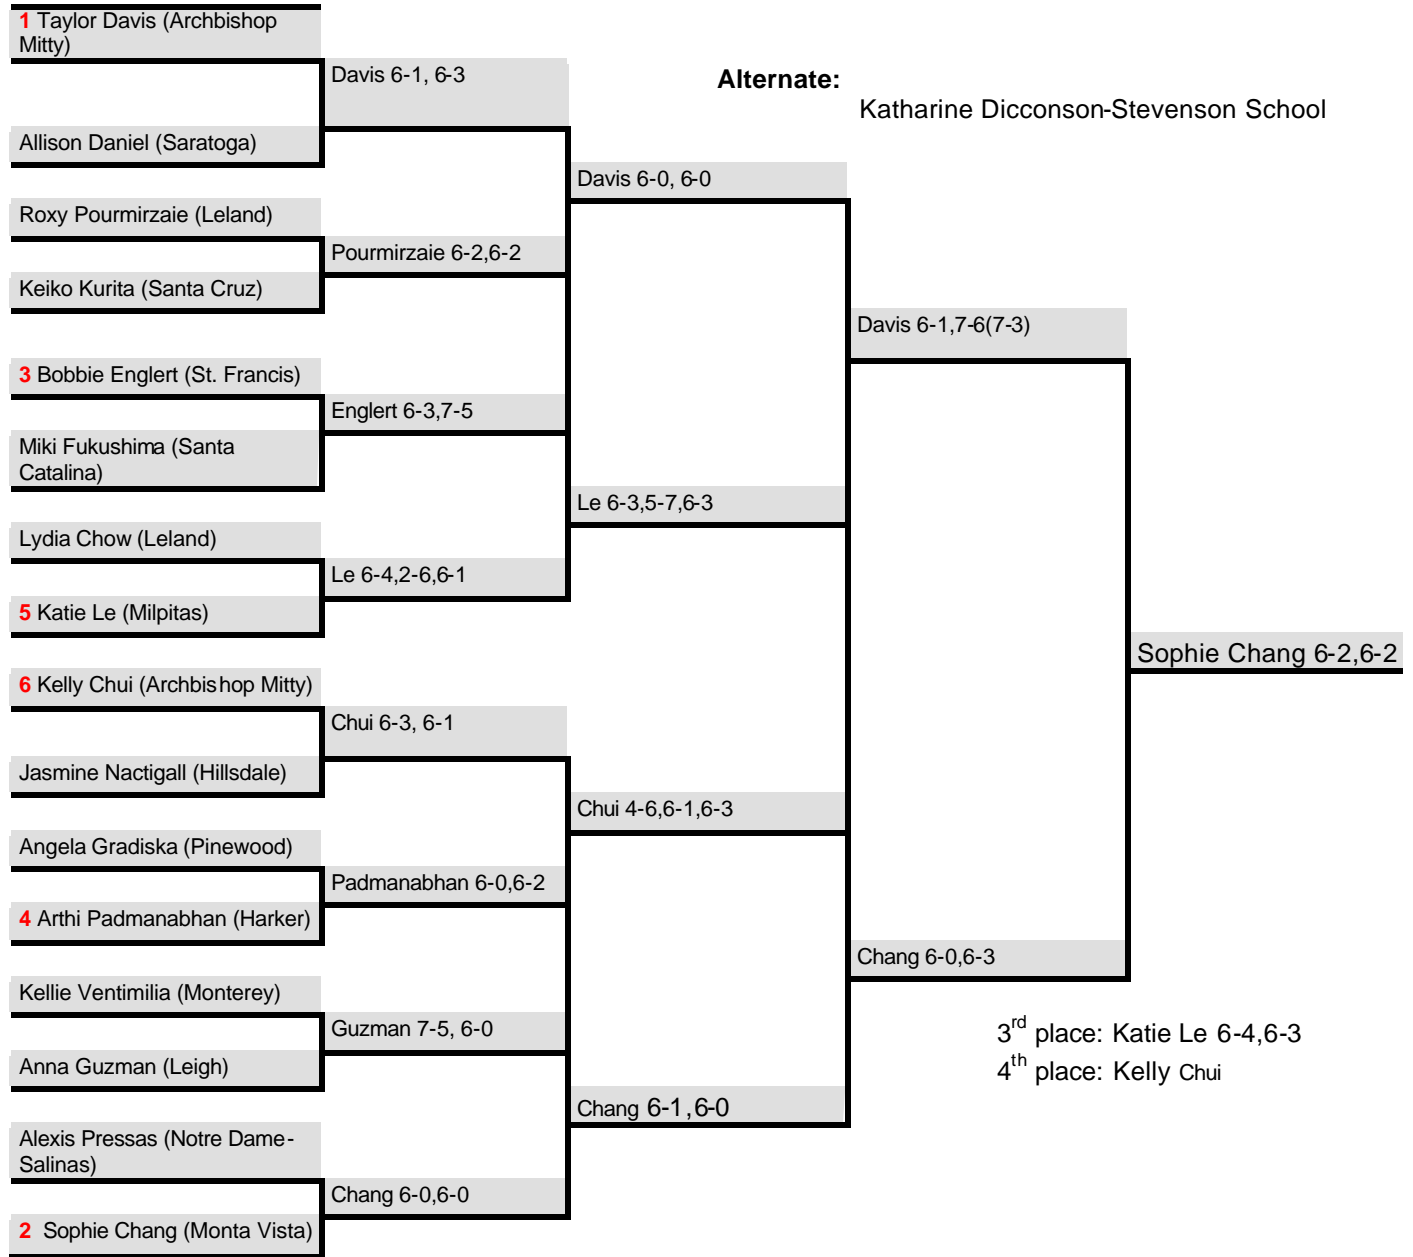 1 Taylor Davis (Archbishop
Mitty)
Allison Daniel (Saratoga)
Roxy Pourmirzaie (Leland)
Keiko Kurita (Santa Cruz)
3 Bobbie Englert (St. Francis)
Miki Fukushima (Santa
Catalina)
Lydia Chow (Leland)
5 Katie Le (Milpitas)
6 Kelly Chui (Archbishop Mitty)
Jasmine Nactigall (Hillsdale)
Angela Gradiska (Pinewood)
4 Arthi Padmanabhan (Harker)
Kellie Ventimilia (Monterey)
Anna Guzman (Leigh)
Alexis Pressas (Notre Dame-
Salinas)
2 Sophie Chang (Monta Vista)
Davis 6-1, 6-3
Pourmirzaie 6-2,6-2
Englert 6-3,7-5
Le 6-4,2-6,6-1
Chui 6-3, 6-1
Padmanabhan 6-0,6-2
Guzman 7-5, 6-0
Chang 6-0,6-0
Davis 6-0, 6-0
Le 6-3,5-7,6-3
Chui 4-6,6-1,6-3
Chang 6-1,6-0
Alternate:
Katharine Dicconson-Stevenson School
Davis 6-1,7-6(7-3)
Chang 6-0,6-3
Sophie Chang 6-2,6-2
3rd place: Katie Le 6-4,6-3
4th place: Kelly Chui